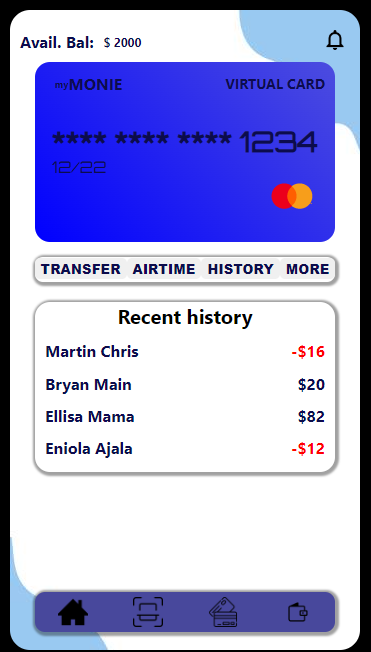 Avail. Bal: $ 2000
myMONIE VIRTUAL CARD
**** **** **** 1234
12/22
TRANSFER AIRTIME HISTORY MORE
Recent history
Martin Chris -$16
Bryan Main $20
Ellisa Mama $82
Eniola Ajala -$12